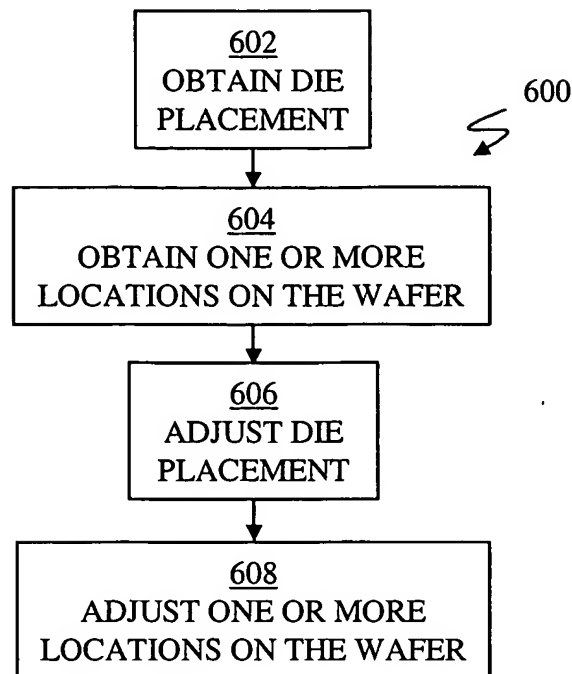 602
OBTAIN DIE
PLACEMENT
600
604
OBTAIN ONE OR MORE
LOCATIONS ON THE WAFER
606
ADJUST DIE
PLACEMENT
608
ADJUST ONE OR MORE
LOCATIONS ON THE WAFER